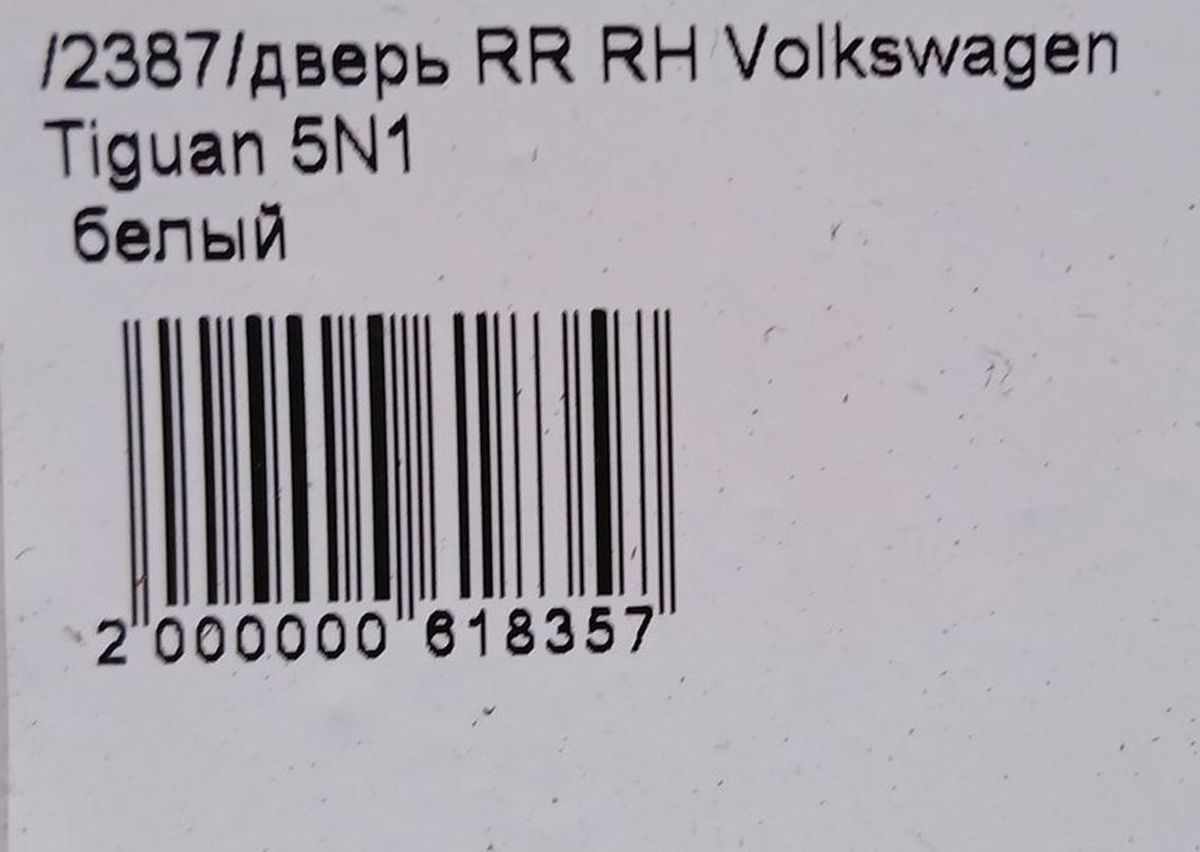 /2387/дверь RR RH Volkswagen
Tiguan 5N1
белый
2 000000 618357